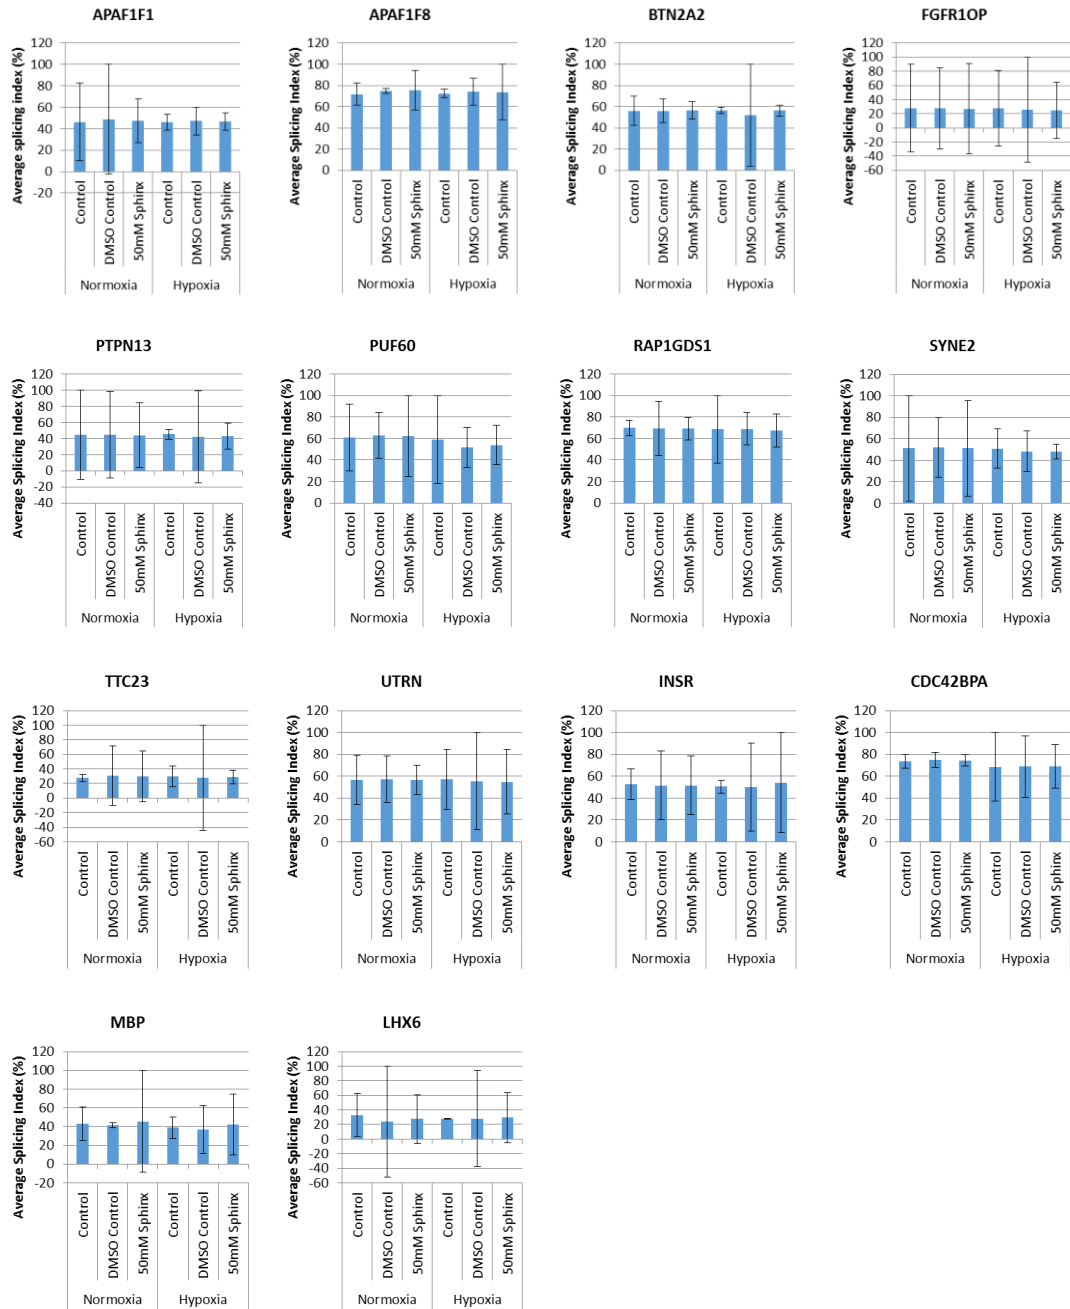 APAF1F1
Average splicing Index (%)
120
100
80
60
40
20
0
-20
Control
DMSO Control
50mM Sphinx
Control
DMSO Control
50mM Sphinx
Normoxia
Hypoxia
APAF1F8
Average Splicing Index (%)
120
100
80
60
40
20
0
Control
DMSO Control
50mM Sphinx
Control
DMSO Control
50mM Sphinx
Normoxia
Hypoxia
BTN2A2
Average Splicing Index (%)
120
100
80
60
40
20
0
Control
DMSO Control
50mM Sphinx
Control
DMSO Control
50mM Sphinx
Normoxia
Hypoxia
FGFR1OP
Average Splicing Index (%)
120
100
80
60
40
20
0
-20
-40
-60
Control
DMSO Control
50mM Sphinx
Control
DMSO Control
50mM Sphinx
Normoxia
Hypoxia
PTPN13
Average Splicing Index (%)
120
100
80
60
40
20
0
-20
-40
Control
DMSO Control
50mM Sphinx
Control
DMSO Control
50mM Sphinx
Normoxia
Hypoxia
PUF60
Average Splicing Index (%)
120
100
80
60
40
20
0
Control
DMSO Control
50mM Sphinx
Control
DMSO Control
50mM Sphinx
Normoxia
Hypoxia
RAP1GDS1
Average Splicing Index (%)
120
100
80
60
40
20
0
Control
DMSO Control
50mM Sphinx
Control
DMSO Control
50mM Sphinx
Normoxia
Hypoxia
SYNE2
Average Splicing Index (%)
120
100
80
60
40
20
0
Control
DMSO Control
50mM Sphinx
Control
DMSO Control
50mM Sphinx
Normoxia
Hypoxia
TTC23
Average Splicing Index (%)
120
100
80
60
40
20
0
-20
-40
-60
Control
DMSO Control
50mM Sphinx
Control
DMSO Control
50mM Sphinx
Normoxia
Hypoxia
UTRN
Average Splicing Index (%)
120
100
80
60
40
20
0
Control
DMSO Control
50mM Sphinx
Control
DMSO Control
50mM Sphinx
Normoxia
Hypoxia
INSR
Average Splicing Index (%)
120
100
80
60
40
20
0
Control
DMSO Control
50mM Sphinx
Control
DMSO Control
50mM Sphinx
Normoxia
Hypoxia
CDC42BPA
Average Splicing Index (%)
120
100
80
60
40
20
0
Control
DMSO Control
50mM Sphinx
Control
DMSO Control
50mM Sphinx
Normoxia
Hypoxia
MBP
Average Splicing Index (%)
120
100
80
60
40
20
0
-20
Control
DMSO Control
50mM Sphinx
Control
DMSO Control
50mM Sphinx
Normoxia
Hypoxia
LHX6
Average Splicing Index (%)
120
100
80
60
40
20
0
-20
-40
-60
Control
DMSO Control
50mM Sphinx
Control
DMSO Control
50mM Sphinx
Normoxia
Hypoxia